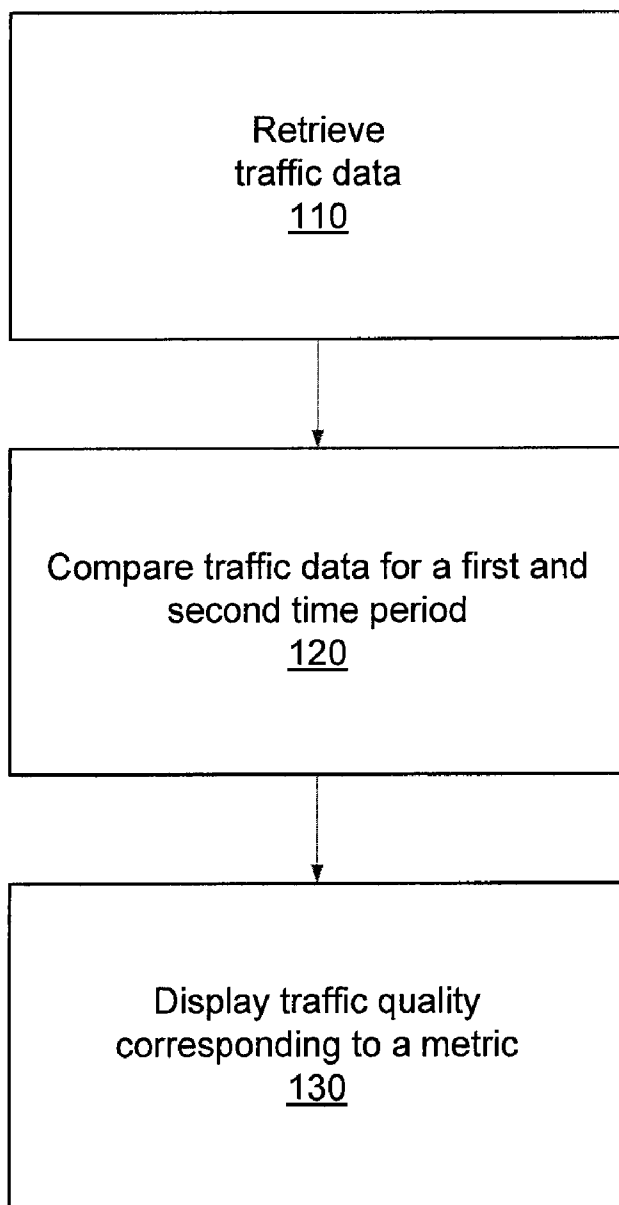 Retrieve
traffic data
110
Compare traffic data for a first and
second time period
120
Display traffic quality
corresponding to a metric
130